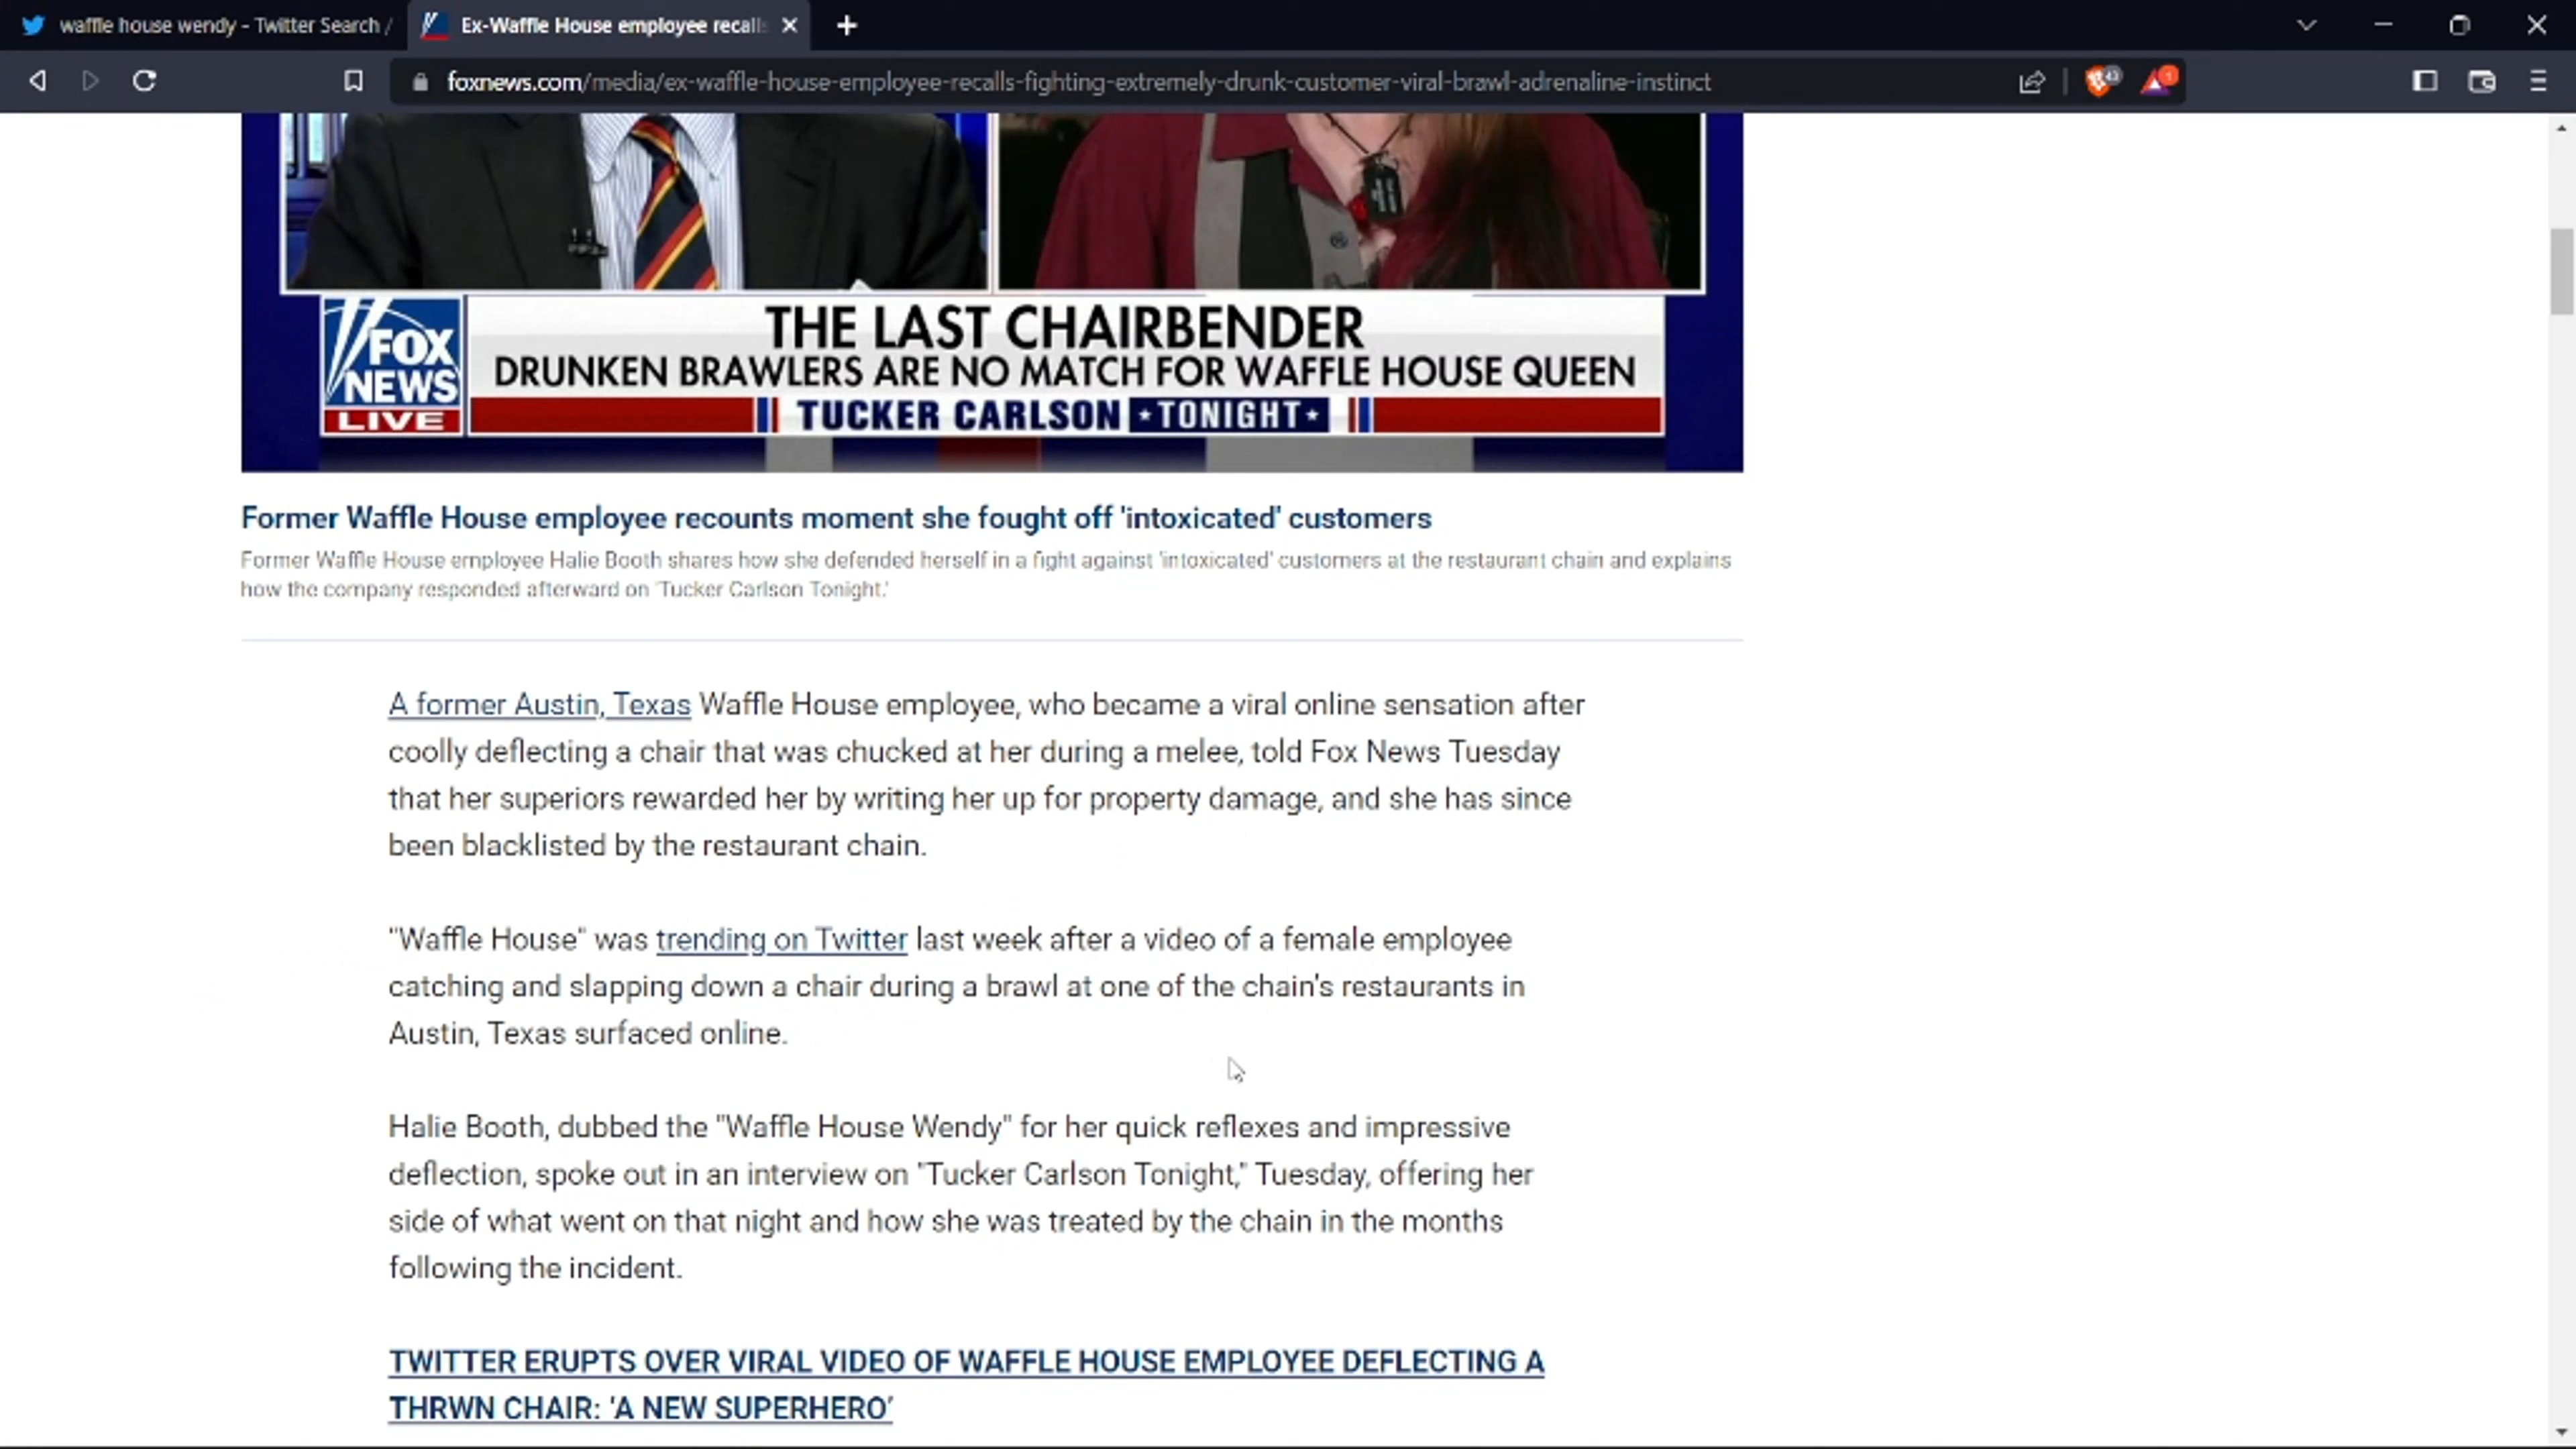 waffle house wendy - Twitter Search /
Ex-Waffle House employee recall
foxnews.com/media/ex-waffle-house-employee-recalls-fighting-extremely-drunk-customer-viral-brawl-adrenaline-instinct
43
1
THE LAST CHAIRBENDER
DRUNKEN BRAWLERS ARE NO MATCH FOR WAFFLE HOUSE QUEEN
FOX
NEWS
LIVE
TUCKER CARLSON TONIGHT
Former Waffle House employee recounts moment she fought off 'intoxicated' customers
Former Waffle House employee Halie Booth shares how she defended herself in a fight against 'intoxicated' customers at the restaurant chain and explains
how the company responded afterward on 'Tucker Carlson Tonight.'
A former Austin, Texas Waffle House employee, who became a viral online sensation after
coolly deflecting a chair that was chucked at her during a melee, told Fox News Tuesday
that her superiors rewarded her by writing her up for property damage, and she has since
been blacklisted by the restaurant chain.
"Waffle House" was trending on Twitter last week after a video of a female employee
catching and slapping down a chair during a brawl at one of the chain's restaurants in
Austin, Texas surfaced online.
Halie Booth, dubbed the "Waffle House Wendy" for her quick reflexes and impressive
deflection, spoke out in an interview on "Tucker Carlson Tonight," Tuesday, offering her
side of what went on that night and how she was treated by the chain in the months
following the incident.
TWITTER ERUPTS OVER VIRAL VIDEO OF WAFFLE HOUSE EMPLOYEE DEFLECTING A
THRWN CHAIR: 'A NEW SUPERHERO'